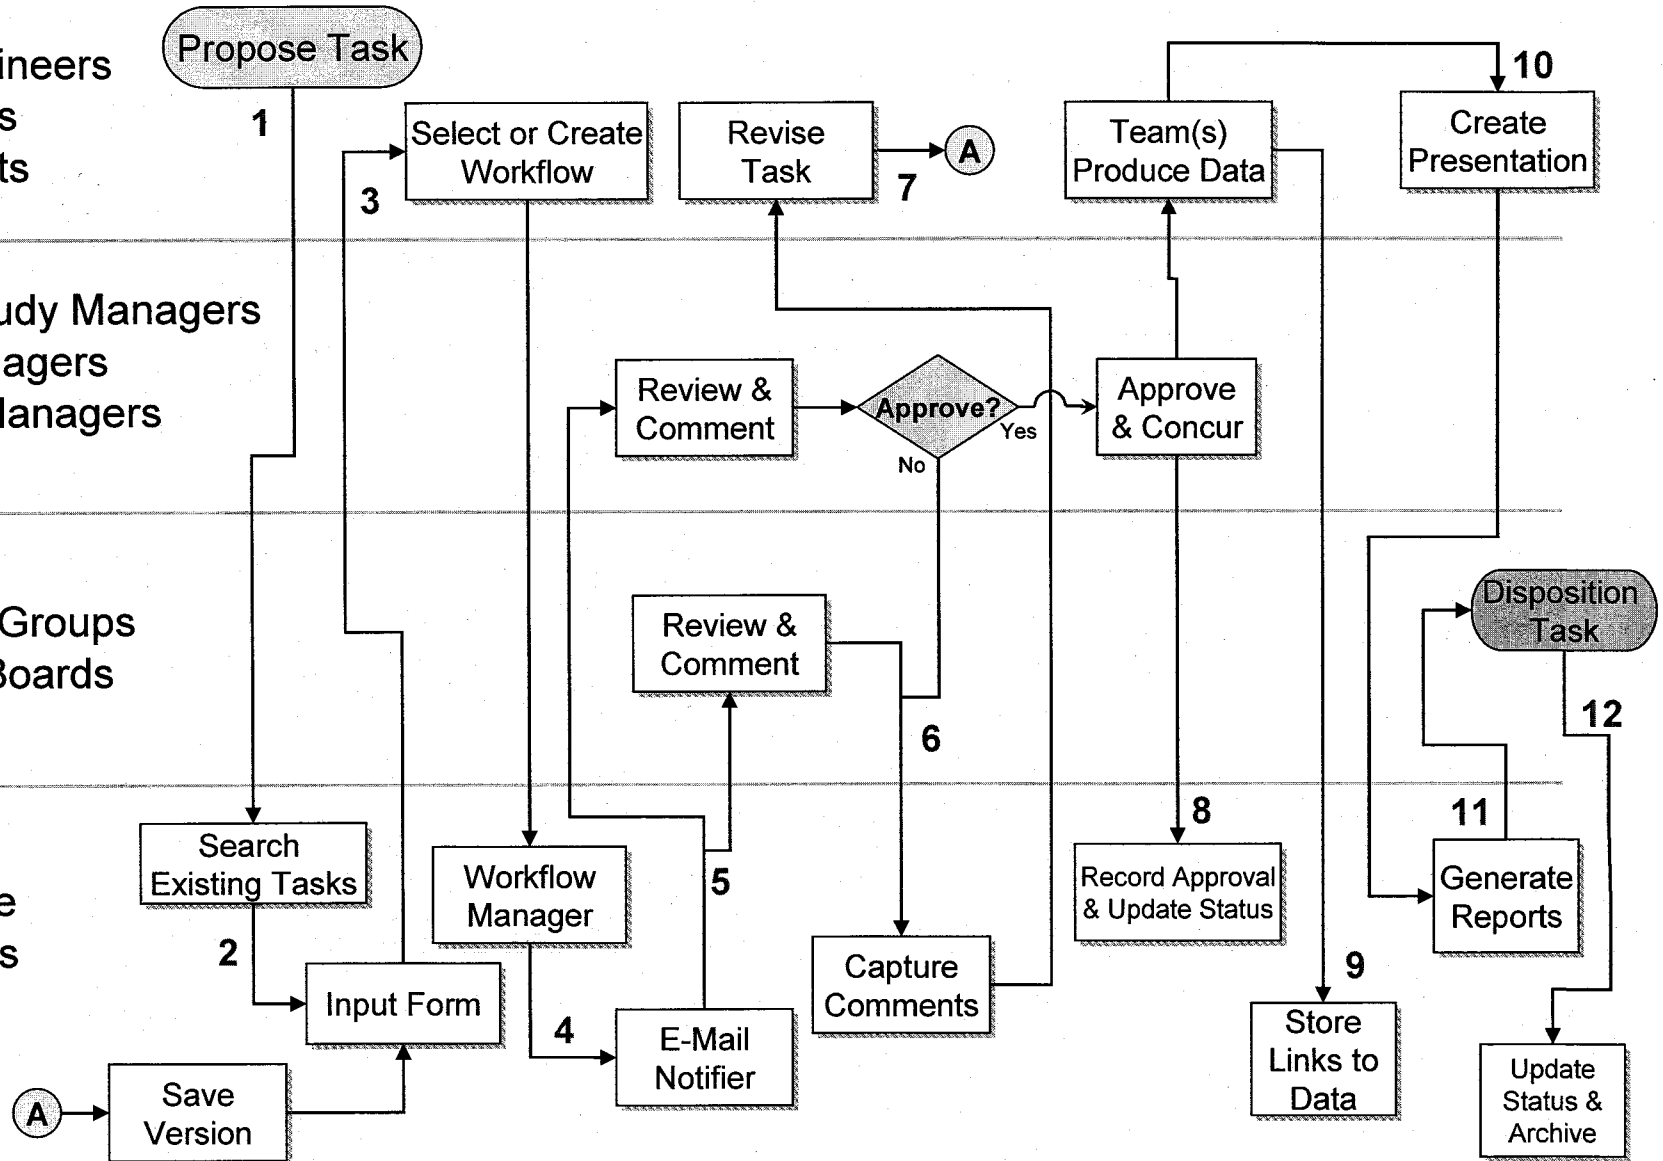 Propose Task
1
ineers
s
ts
Select or Create
Workflow
3
Revise
Task
7
A
Team(s)
Produce Data
10
Create
Presentation
udy Managers
agers
Managers
Review &
Comment
Approve?
Yes
No
Approve
& Concur
Groups
Boards
Review &
Comment
6
Disposition
Task
12
Search
Existing Tasks
2
e
s
Workflow
Manager
4
5
Input Form
E-Mail
Notifier
Capture
Comments
8
Record Approval
& Update Status
9
Store
Links to
Data
11
Generate
Reports
Update
Status &
Archive
A
Save
Version